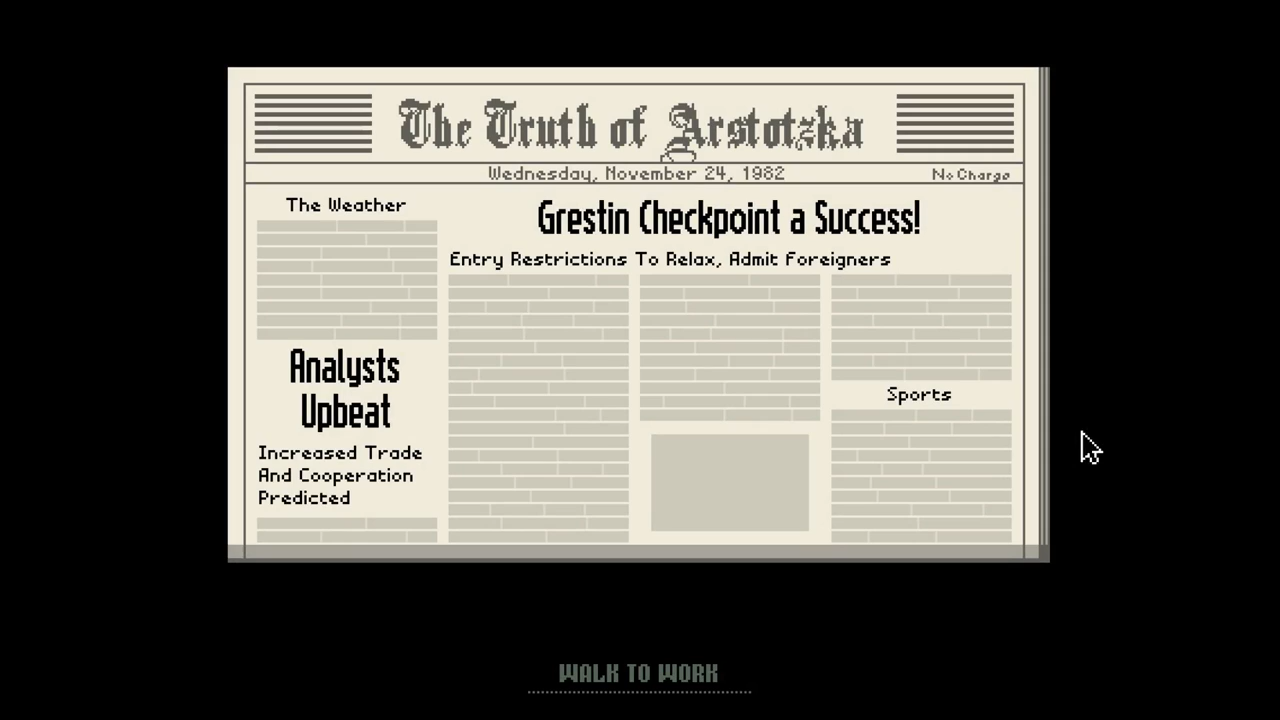 The Truth of Arstotzka
Wednesday, November 24, 1982
No Charge
The Weather
Grestin Checkpoint a Success!
Entry Restrictions To Relax, Admit Foreigners
Analysts
Upbeat
Increased Trade
And Cooperation
Predicted
Sports
WALK TO WORK